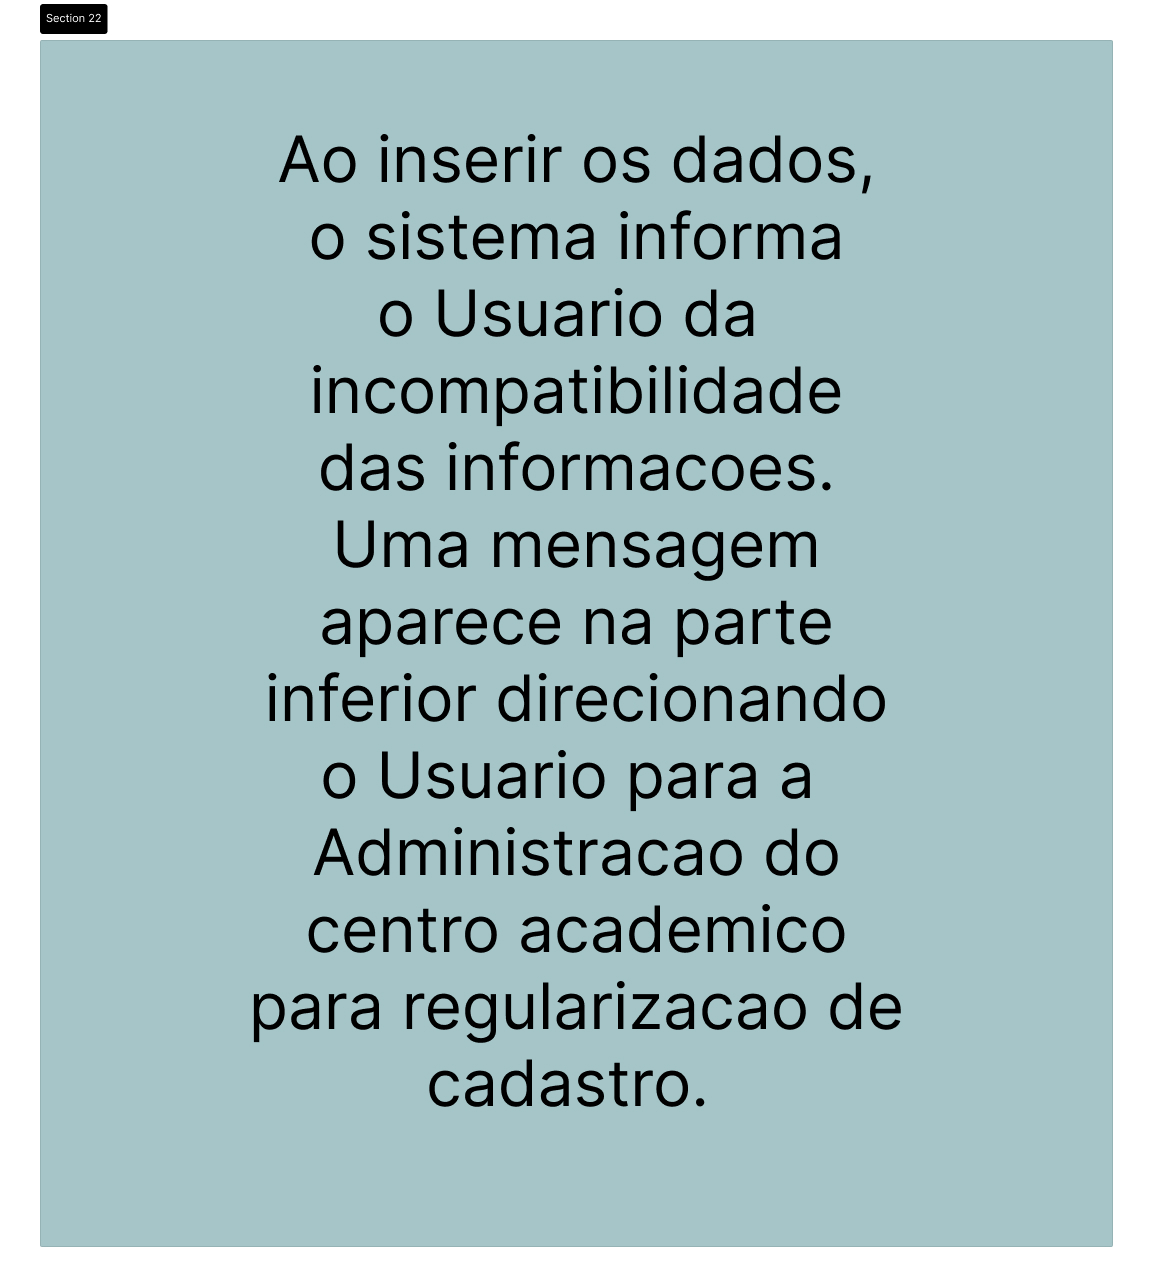 Section 22
Ao inserir os dados,
o sistema informa
o Usuario da
incompatibilidade
das informacoes.
Uma mensagem
aparece na parte
inferior direcionando
o Usuario para a
Administracao do
centro academico
para regularizacao de
cadastro.